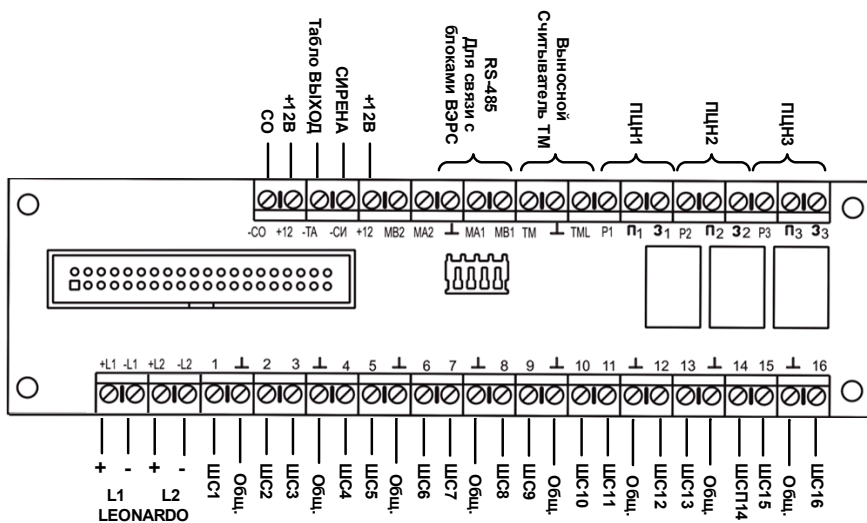 СО
+12В
Табло ВЫХОД
СИРЕНА
+12В
RS-485
Для связи с
блоками ВЭРС
Выносной
Считыватель ТМ
ПЦН1
ПЦН2
ПЦН3
-СО +12 -ТА -СИ +12 МВ2 МА2 ⊥ МА1 МВ1 ТМ ⊥ TML Р1 П1 З1 Р2 П2 З2 Р3 П3 З3
+L1 -L1 +L2 -L2 1 ⊥ 2 3 ⊥ 4 5 ⊥ 6 7 ⊥ 8 9 ⊥ 10 11 ⊥ 12 13 ⊥ 14 15 ⊥ 16
+ - + -
L1 L2
LEONARDO
ШС1
Общ.
ШС2
ШС3
Общ.
ШС4
ШС5
Общ.
ШС6
ШС7
Общ.
ШС8
ШС9
Общ.
ШС10
ШС11
Общ.
ШС12
ШС13
Общ.
ШСП14
ШС15
Общ.
ШС16